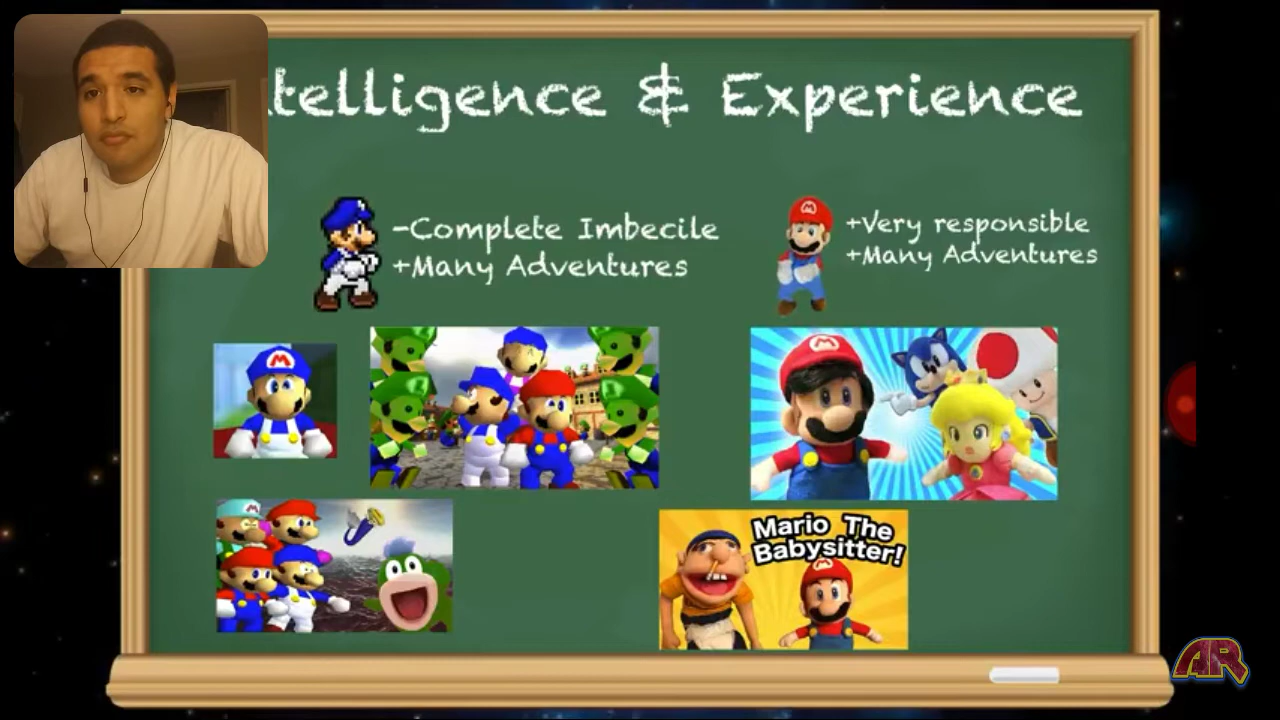 telligence & Experience
-Complete Imbecile
+Many Adventures
+Very responsible
+Many Adventures
Mario The
Babysitter!
AR